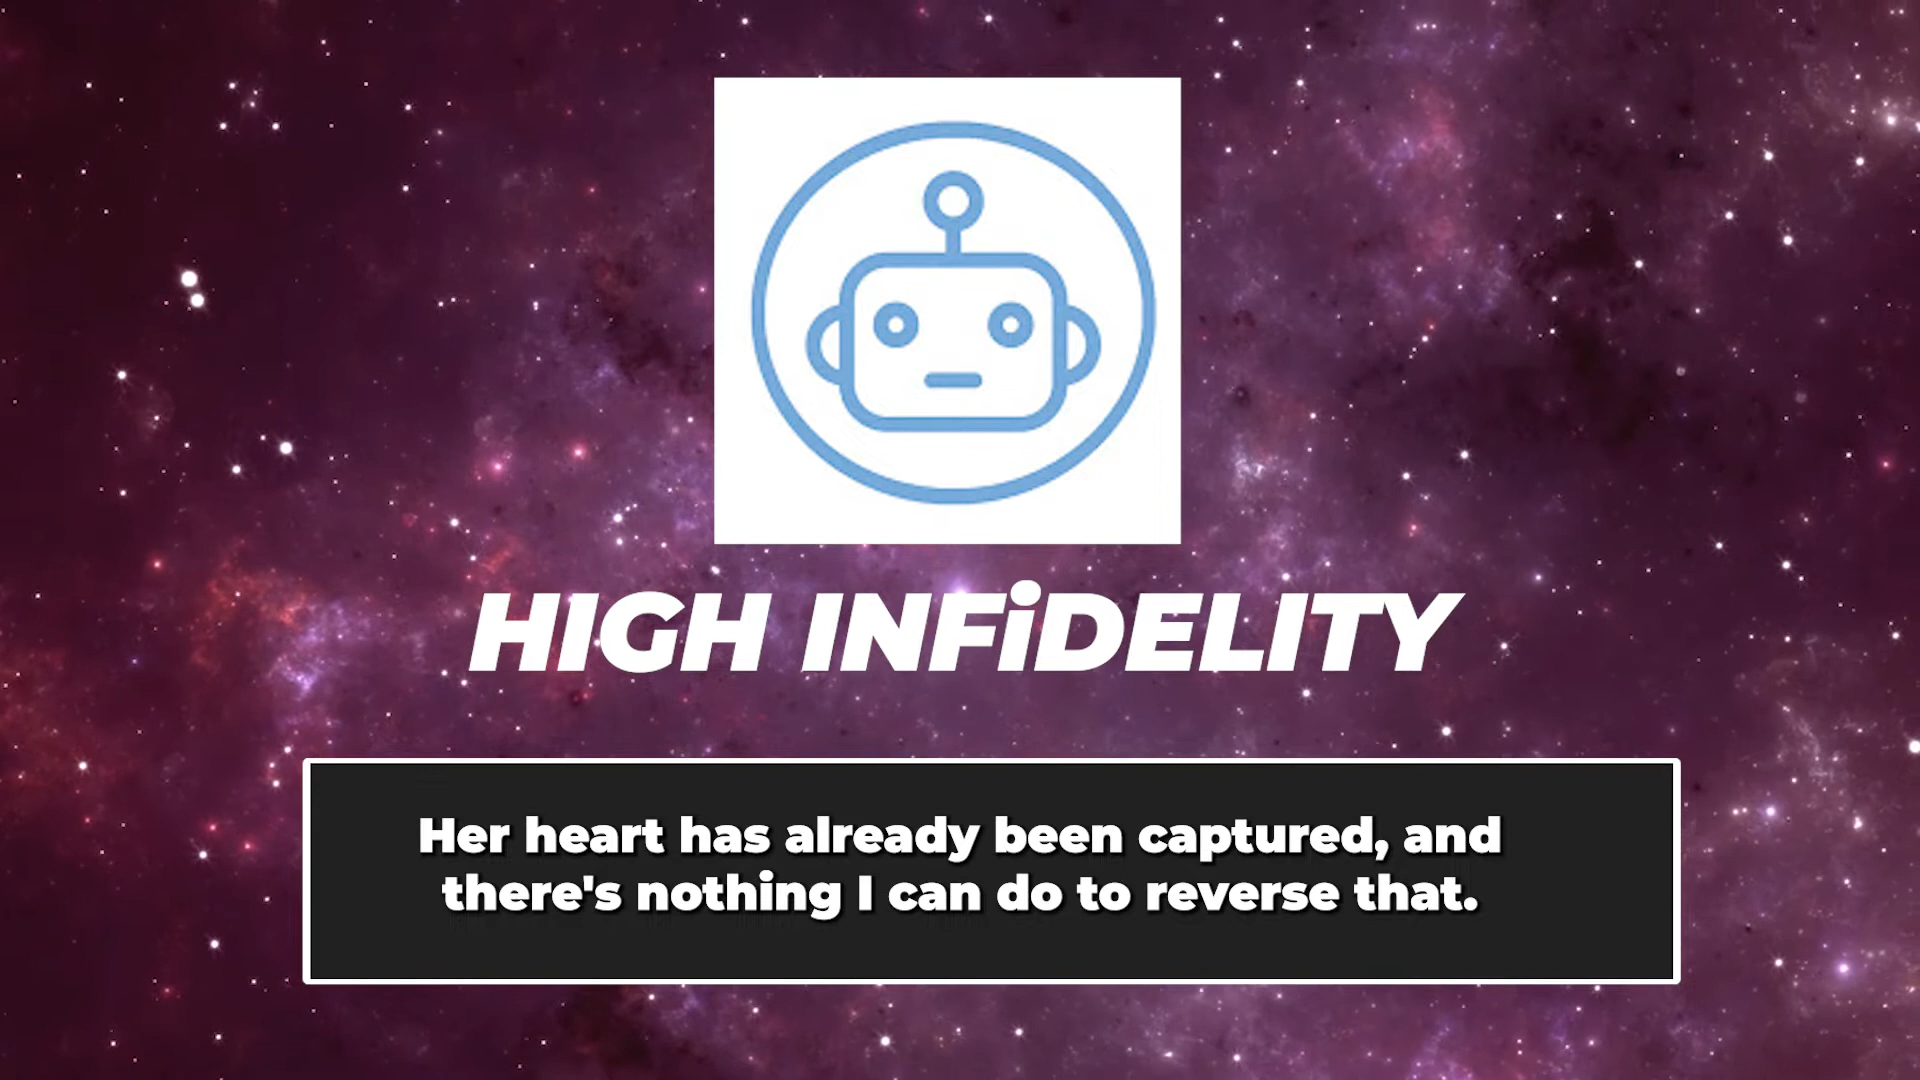 HIGH INFiDELITY
Her heart has already been captured, and
there's nothing I can do to reverse that.